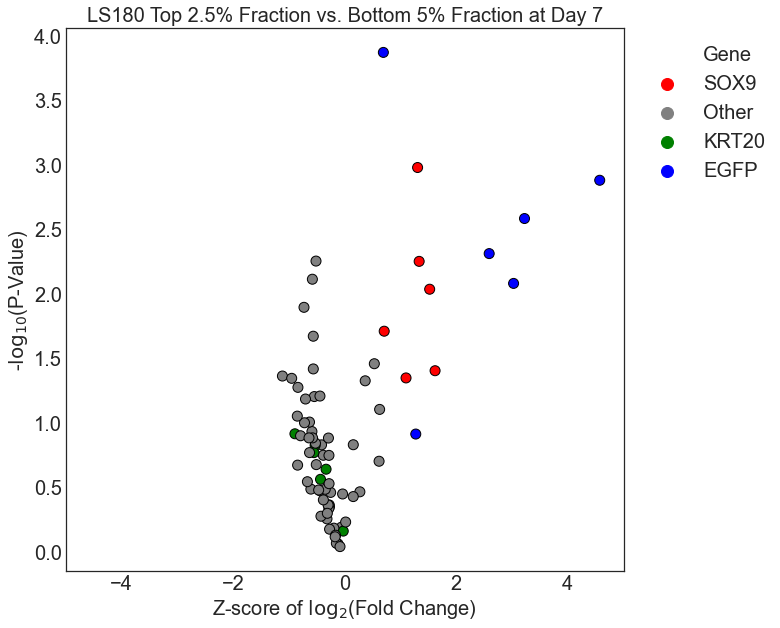 LS180 Top 2.5% Fraction vs. Bottom 5% Fraction at Day 7
4.0
3.5
3.0
2.5
2.0
1.5
1.0
0.5
0.0
-log₁₀(P-Value)
−4
−2
0
2
4
Z-score of log₂(Fold Change)
Gene
SOX9
Other
KRT20
EGFP